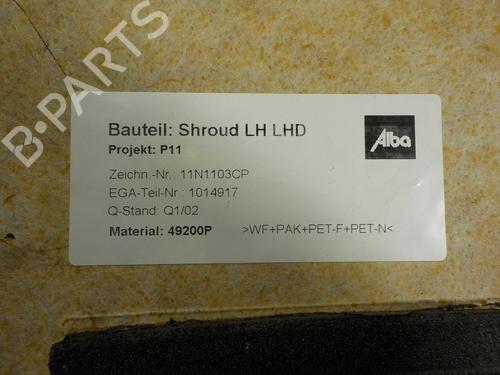 B-PARTS
Bauteil: Shroud LH LHD
Alba
Projekt: P11
Zeichn.-Nr.: 11N1103CP
EGA-Teil-Nr.: 1014917
Q-Stand: Q1/02
Material: 49200P >WF+PAK+PET-F+PET-N<